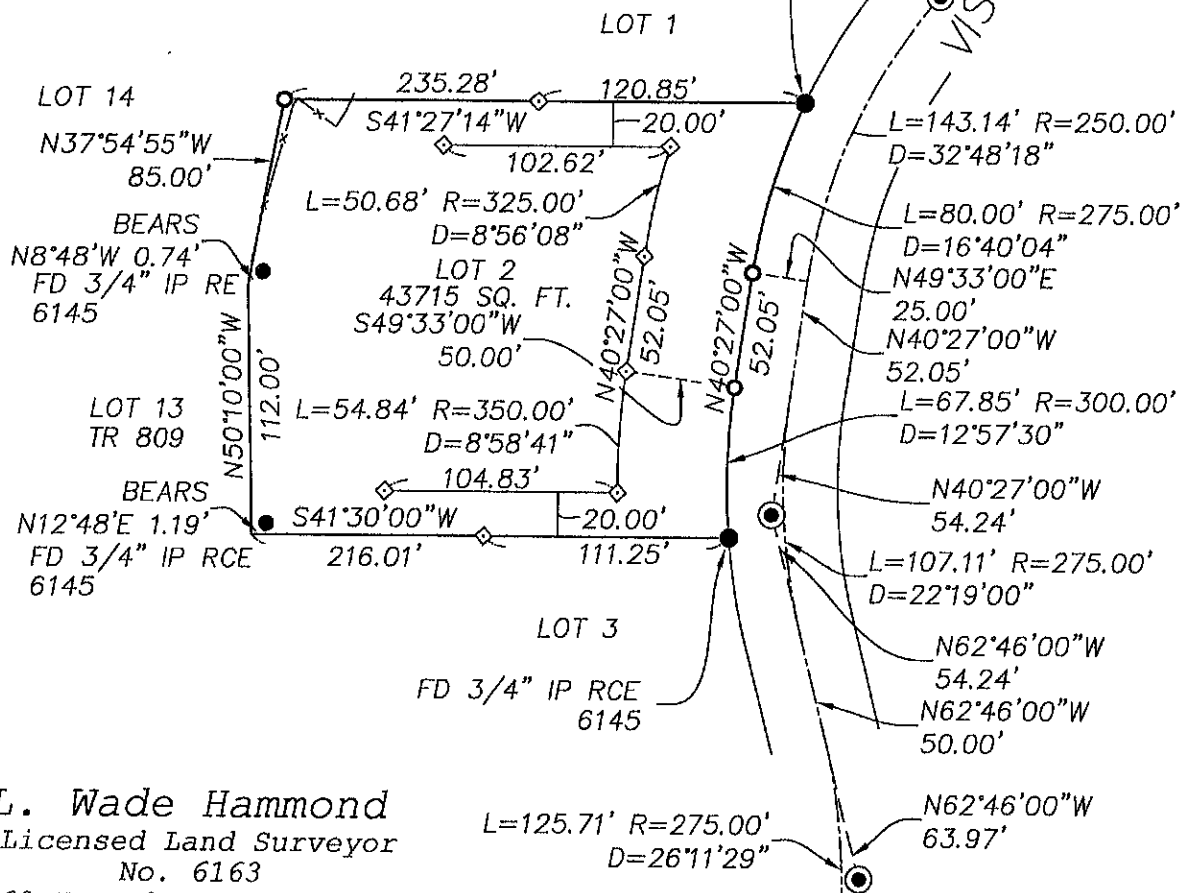 LOT 1
VIS
LOT 14
235.28'
120.85'
N37°54'55"W
85.00'
S41°27'14"W
20.00'
102.62'
L=143.14' R=250.00'
D=32°48'18"
L=50.68' R=325.00'
D=8°56'08"
L=80.00' R=275.00'
D=16°40'04"
BEARS
N8°48'W 0.74'
FD 3/4" IP RE
6145
LOT 2
43715 SQ. FT.
S49°33'00"W
50.00'
N40°27'00"W
52.05'
N40°27'00"W
52.05'
N49°33'00"E
25.00'
N40°27'00"W
52.05'
N50°10'00"W
112.00'
LOT 13
TR 809
L=54.84' R=350.00'
D=8°58'41"
L=67.85' R=300.00'
D=12°57'30"
104.83'
BEARS
N12°48'E 1.19'
FD 3/4" IP RCE
6145
S41°30'00"W
20.00'
216.01'
111.25'
N40°27'00"W
54.24'
L=107.11' R=275.00'
D=22°19'00"
LOT 3
N62°46'00"W
54.24'
FD 3/4" IP RCE
6145
N62°46'00"W
50.00'
L. Wade Hammond
Licensed Land Surveyor
No. 6163
L=125.71' R=275.00'
D=26°11'29"
N62°46'00"W
63.97'